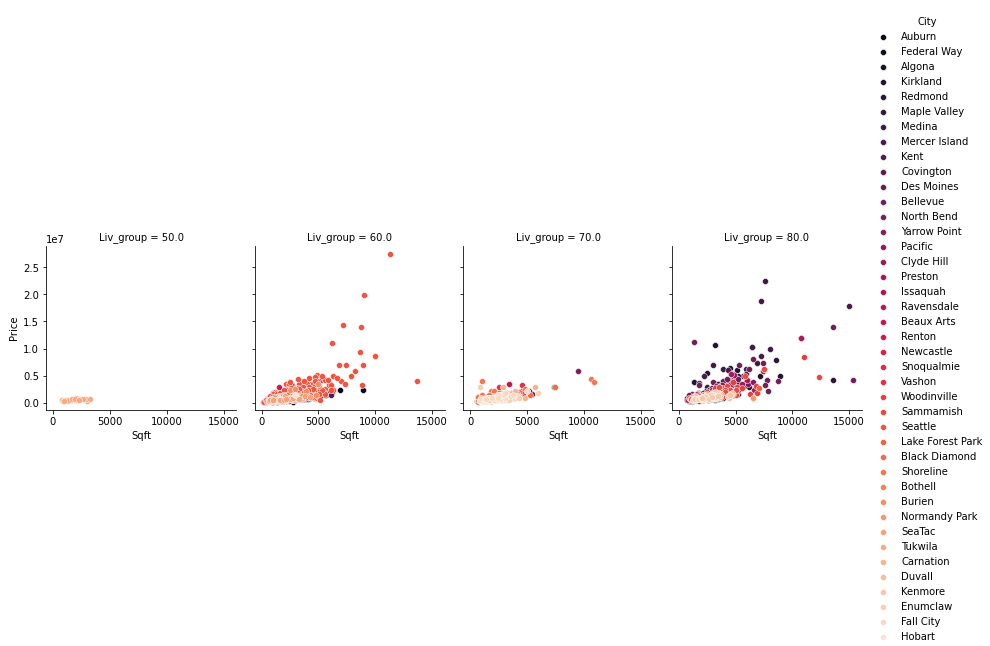 Liv_group = 50.0
Liv_group = 60.0
Liv_group = 70.0
Liv_group = 80.0
1e7
Price
2.5
2.0
1.5
1.0
0.5
0.0
0 5000 10000 15000
0 5000 10000 15000
0 5000 10000 15000
0 5000 10000 15000
Sqft
Sqft
Sqft
Sqft
City
Auburn
Federal Way
Algona
Kirkland
Redmond
Maple Valley
Medina
Mercer Island
Kent
Covington
Des Moines
Bellevue
North Bend
Yarrow Point
Pacific
Clyde Hill
Preston
Issaquah
Ravensdale
Beaux Arts
Renton
Newcastle
Snoqualmie
Vashon
Woodinville
Sammamish
Seattle
Lake Forest Park
Black Diamond
Shoreline
Bothell
Burien
Normandy Park
SeaTac
Tukwila
Carnation
Duvall
Kenmore
Enumclaw
Fall City
Hobart